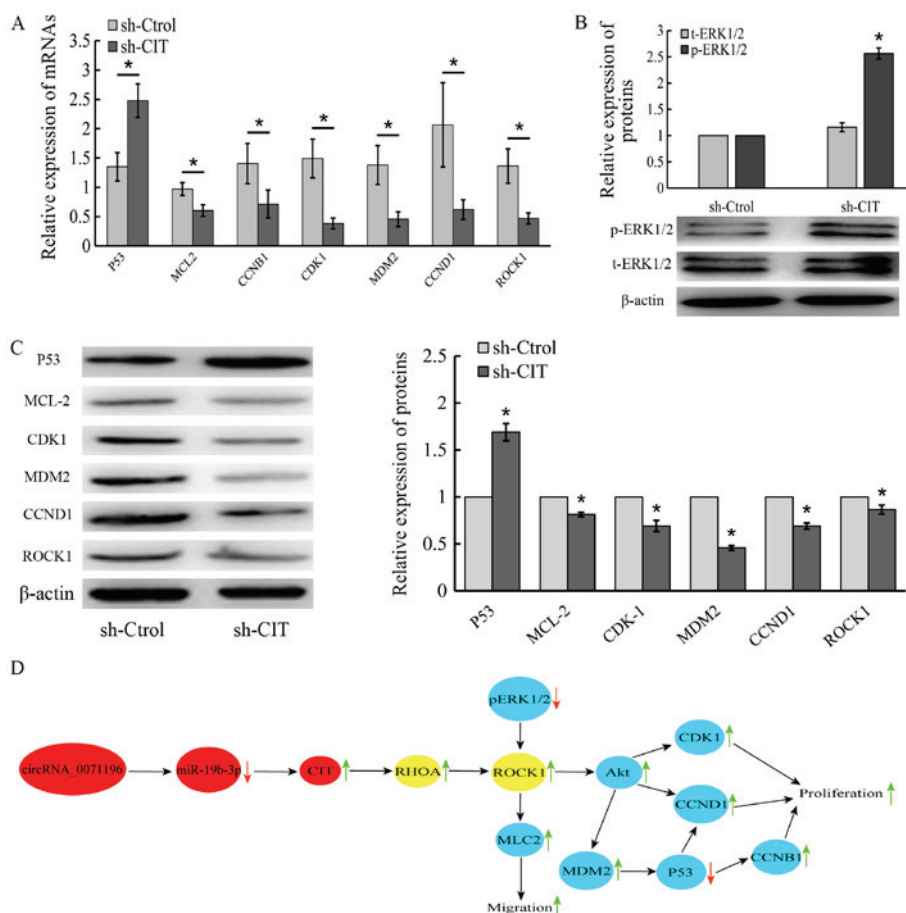 A
sh-Ctrol
sh-CIT
Relative expression of mRNAs
3.5
3
2.5
2
1.5
1
0.5
0
*
*
*
*
*
*
*
P53
MCL2
CCNB1
CDK1
MDM2
CCND1
ROCK1
B
t-ERK1/2
p-ERK1/2
Relative expression of
proteins
3
2.5
2
1.5
1
0.5
0
*
sh-Ctrol
sh-CIT
p-ERK1/2
t-ERK1/2
β-actin
C
P53
MCL-2
CDK1
MDM2
CCND1
ROCK1
β-actin
sh-Ctrol
sh-CIT
sh-Ctrol
sh-CIT
Relative expression of proteins
2.5
2
1.5
1
0.5
0
*
*
*
*
*
*
P53
MCL-2
CDK-1
MDM2
CCND1
ROCK1
D
pERK1/2
circRNA_0071196
miR-19b-3p
CIT
RHOA
ROCK1
Akt
CDK1
CCND1
Proliferation
MLC2
MDM2
P53
CCNB1
Migration